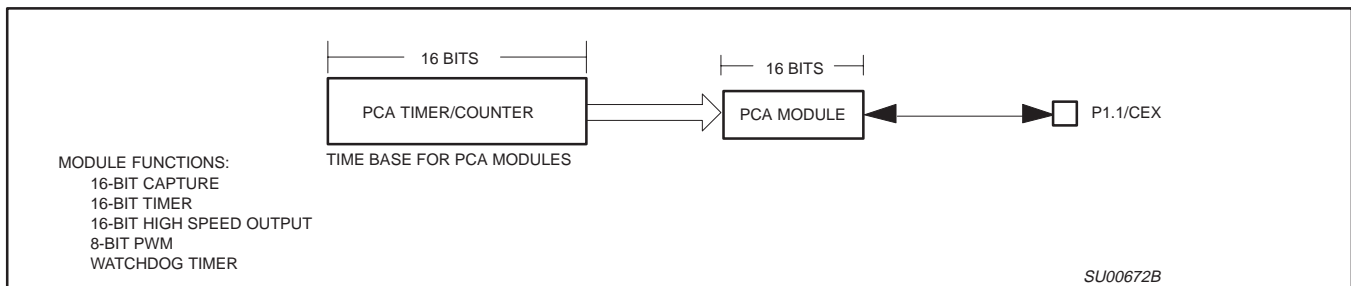 16 BITS
16 BITS
PCA TIMER/COUNTER
PCA MODULE
P1.1/CEX
TIME BASE FOR PCA MODULES
MODULE FUNCTIONS:
16-BIT CAPTURE
16-BIT TIMER
16-BIT HIGH SPEED OUTPUT
8-BIT PWM
WATCHDOG TIMER
SU00672B